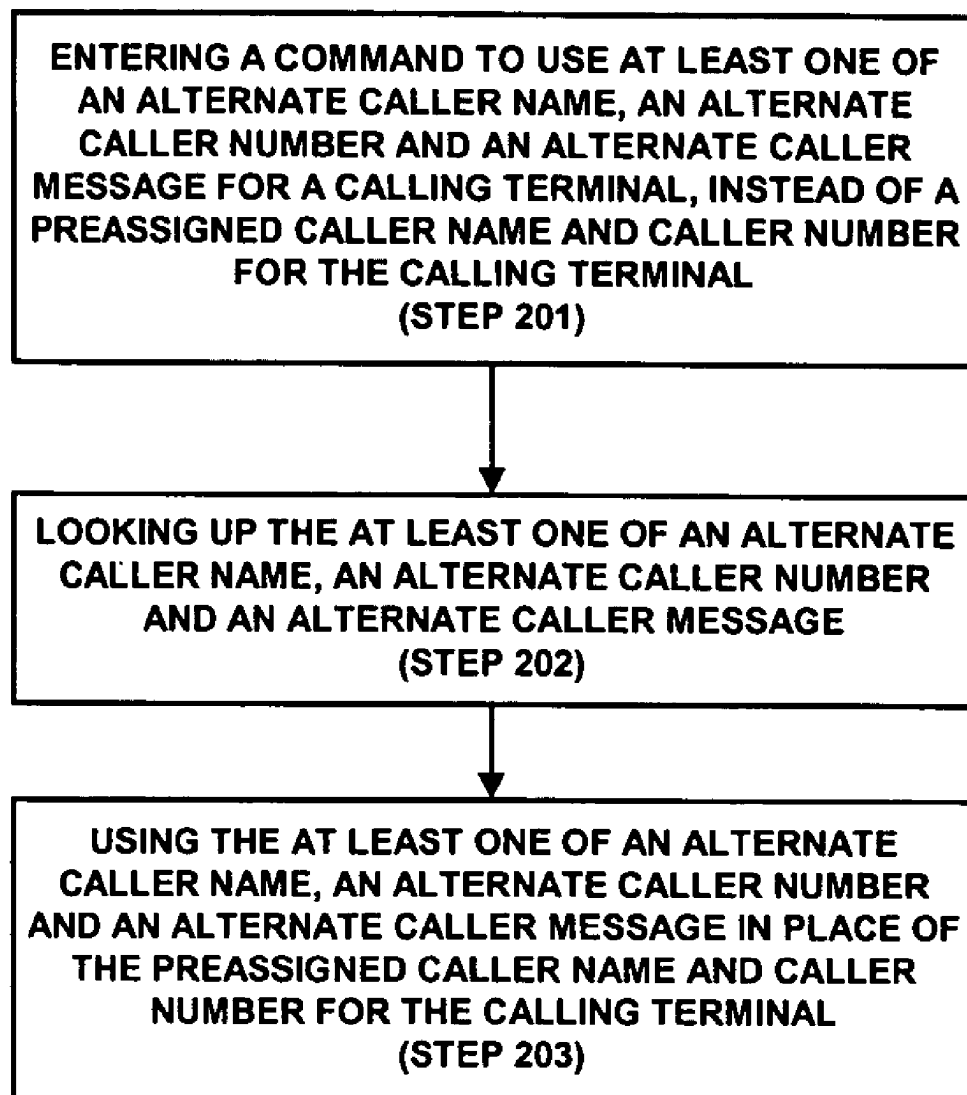 ENTERING A COMMAND TO USE AT LEAST ONE OF
AN ALTERNATE CALLER NAME, AN ALTERNATE
CALLER NUMBER AND AN ALTERNATE CALLER
MESSAGE FOR A CALLING TERMINAL, INSTEAD OF A
PREASSIGNED CALLER NAME AND CALLER NUMBER
FOR THE CALLING TERMINAL
(STEP 201)
LOOKING UP THE AT LEAST ONE OF AN ALTERNATE
CALLER NAME, AN ALTERNATE CALLER NUMBER
AND AN ALTERNATE CALLER MESSAGE
(STEP 202)
USING THE AT LEAST ONE OF AN ALTERNATE
CALLER NAME, AN ALTERNATE CALLER NUMBER
AND AN ALTERNATE CALLER MESSAGE IN PLACE OF
THE PREASSIGNED CALLER NAME AND CALLER
NUMBER FOR THE CALLING TERMINAL
(STEP 203)